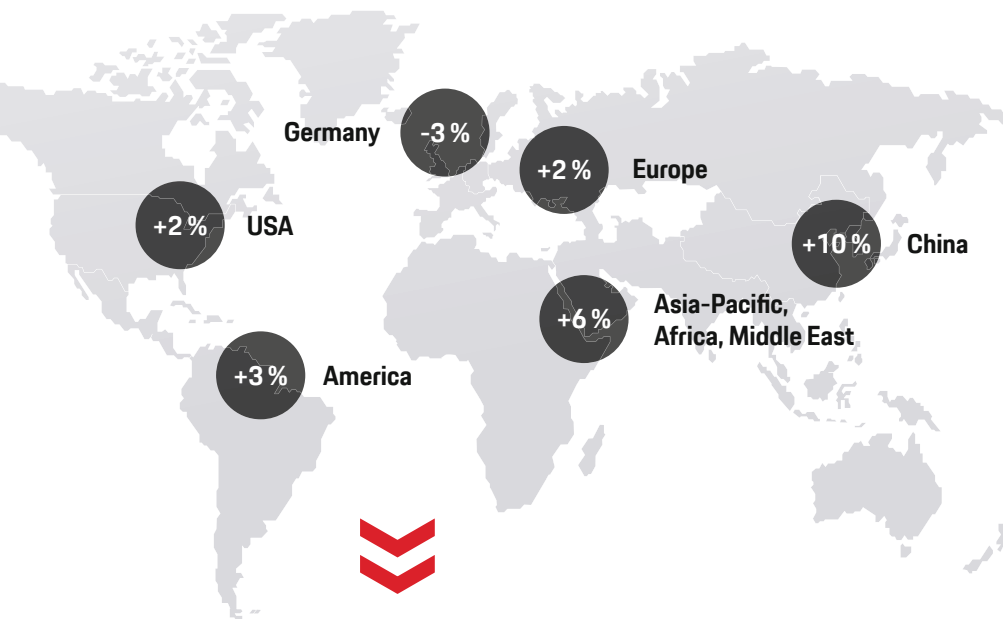 Germany
-3 %
+2 %
Europe
+2 %
USA
+10 %
China
+6 %
Asia-Pacific,
Africa, Middle East
+3 %
America